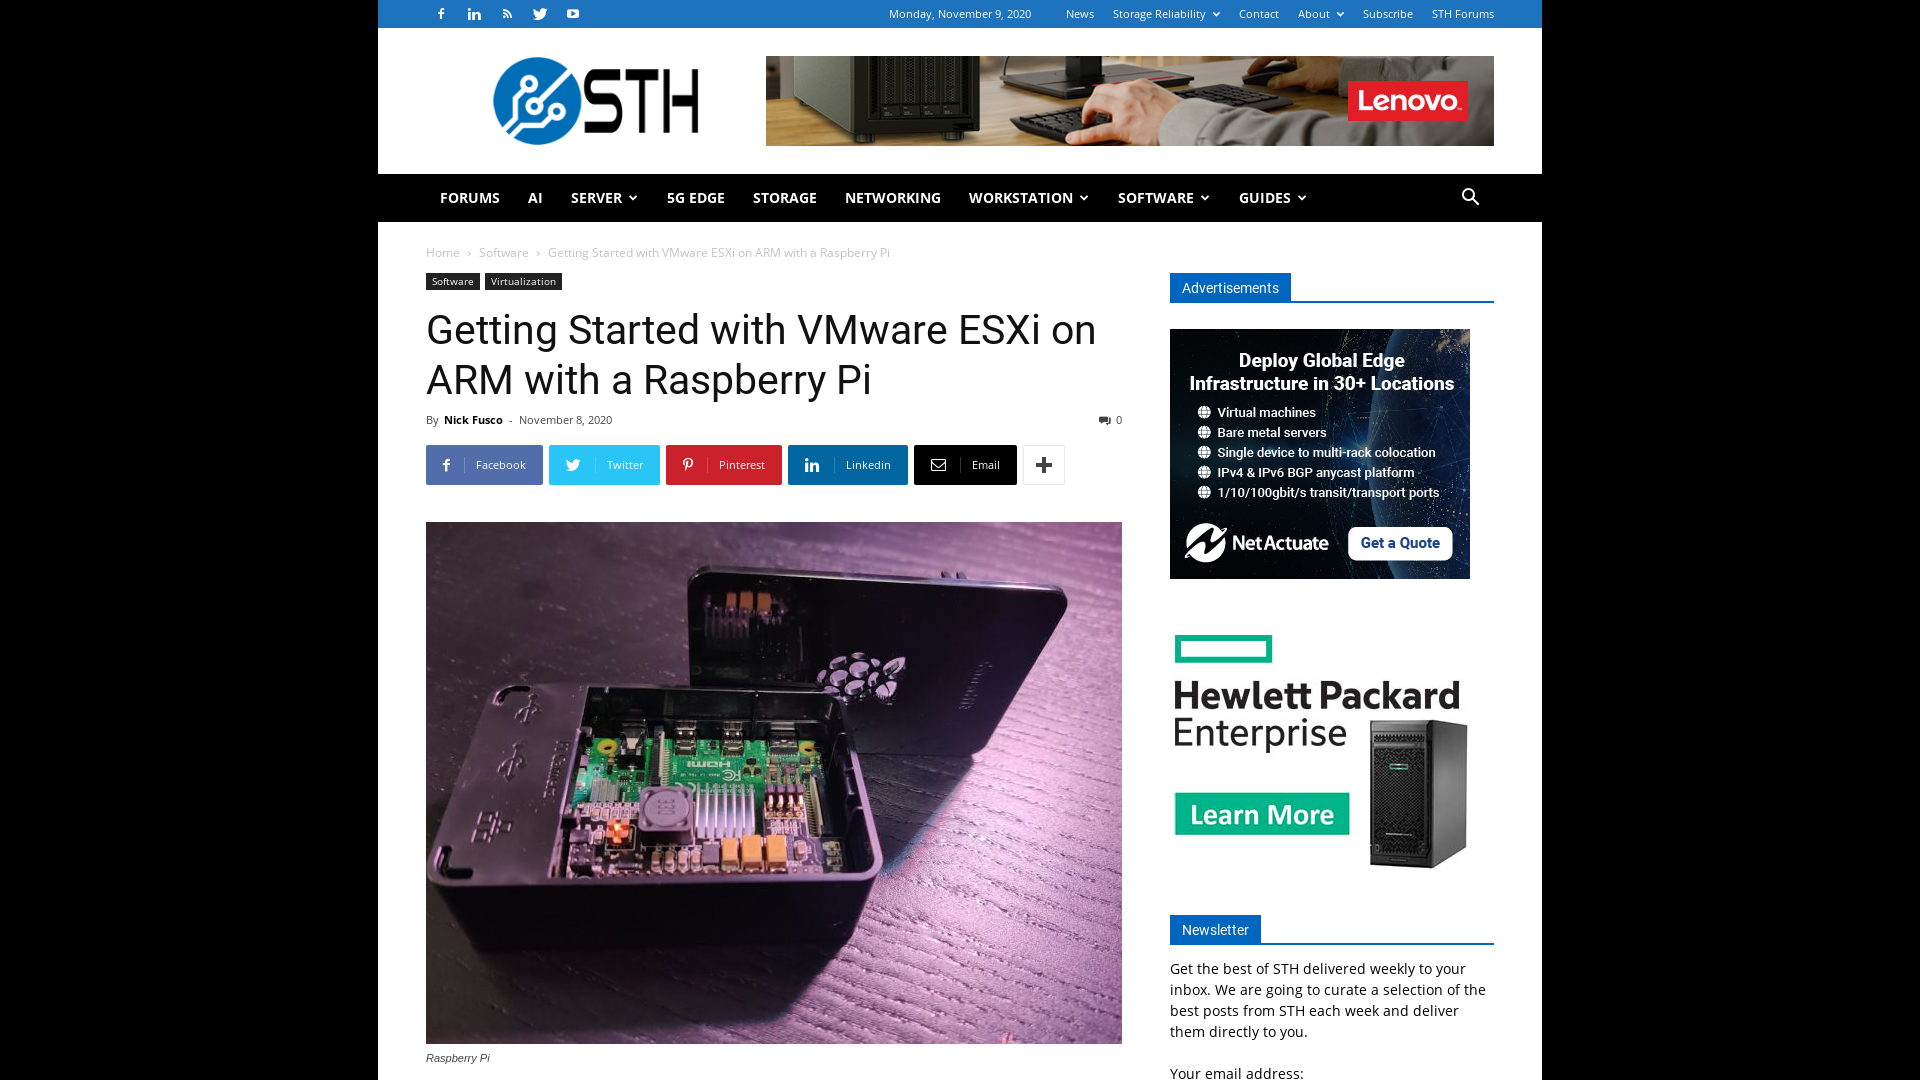 Monday, November 9, 2020
News
Storage Reliability
Contact
About
Subscribe
STH Forums
STH
Lenovo
FORUMS
AI
SERVER
5G EDGE
STORAGE
NETWORKING
WORKSTATION
SOFTWARE
GUIDES
Home › Software › Getting Started with VMware ESXi on ARM with a Raspberry Pi
Software
Virtualization
Getting Started with VMware ESXi on
ARM with a Raspberry Pi
By Nick Fusco - November 8, 2020
0
Facebook
Twitter
Pinterest
Linkedin
Email
HDMI
FC
330
Raspberry Pi
Advertisements
Deploy Global Edge
Infrastructure in 30+ Locations
Virtual machines
Bare metal servers
Single device to multi-rack colocation
IPv4 & IPv6 BGP anycast platform
1/10/100gbit/s transit/transport ports
NetActuate
Get a Quote
Hewlett Packard
Enterprise
Learn More
Newsletter
Get the best of STH delivered weekly to your
inbox. We are going to curate a selection of the
best posts from STH each week and deliver
them directly to you.
Your email address: